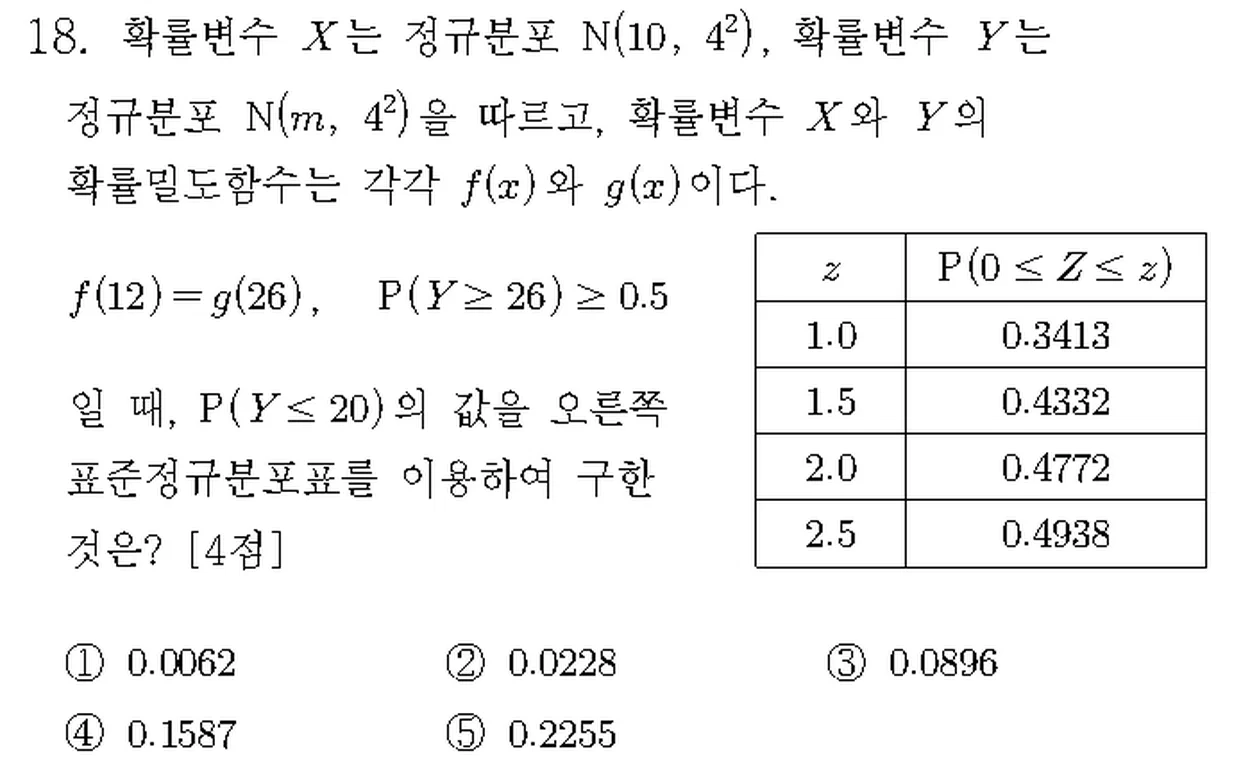 18. 확률변수 X는 정규분포 N(10, 4²), 확률변수 Y는
정규분포 N(m, 4²)을 따르고, 확률변수 X와 Y의
확률밀도함수는 각각 f(x)와 g(x)이다.
f(12)=g(26), P(Y≥26)≥0.5
일 때, P(Y≤20)의 값을 오른쪽
표준정규분포표를 이용하여 구한
것은? [4점]
z P(0≤Z≤z)
1.0 0.3413
1.5 0.4332
2.0 0.4772
2.5 0.4938
① 0.0062 ② 0.0228 ③ 0.0896
④ 0.1587 ⑤ 0.2255